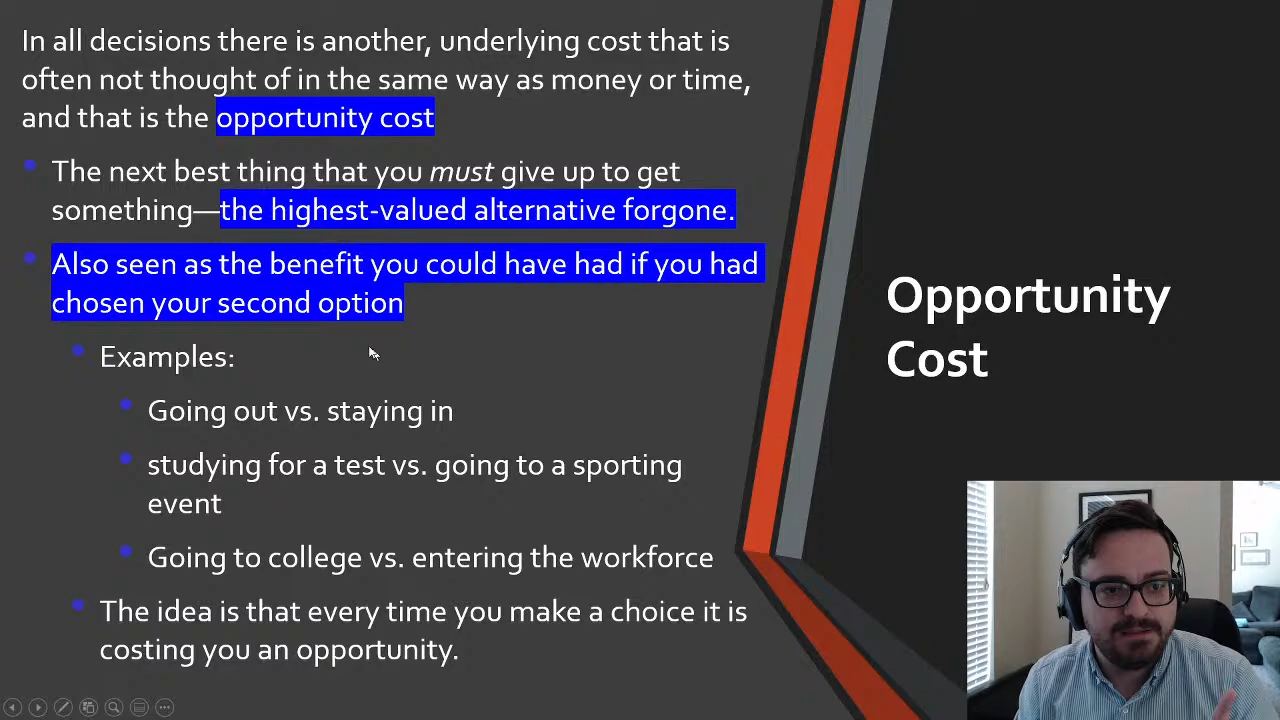 In all decisions there is another, underlying cost that is
often not thought of in the same way as money or time,
and that is the opportunity cost
The next best thing that you must give up to get
something—the highest-valued alternative forgone.
Also seen as the benefit you could have had if you had
chosen your second option
Examples:
Going out vs. staying in
studying for a test vs. going to a sporting
event
Going to college vs. entering the workforce
The idea is that every time you make a choice it is
costing you an opportunity.
Opportunity
Cost